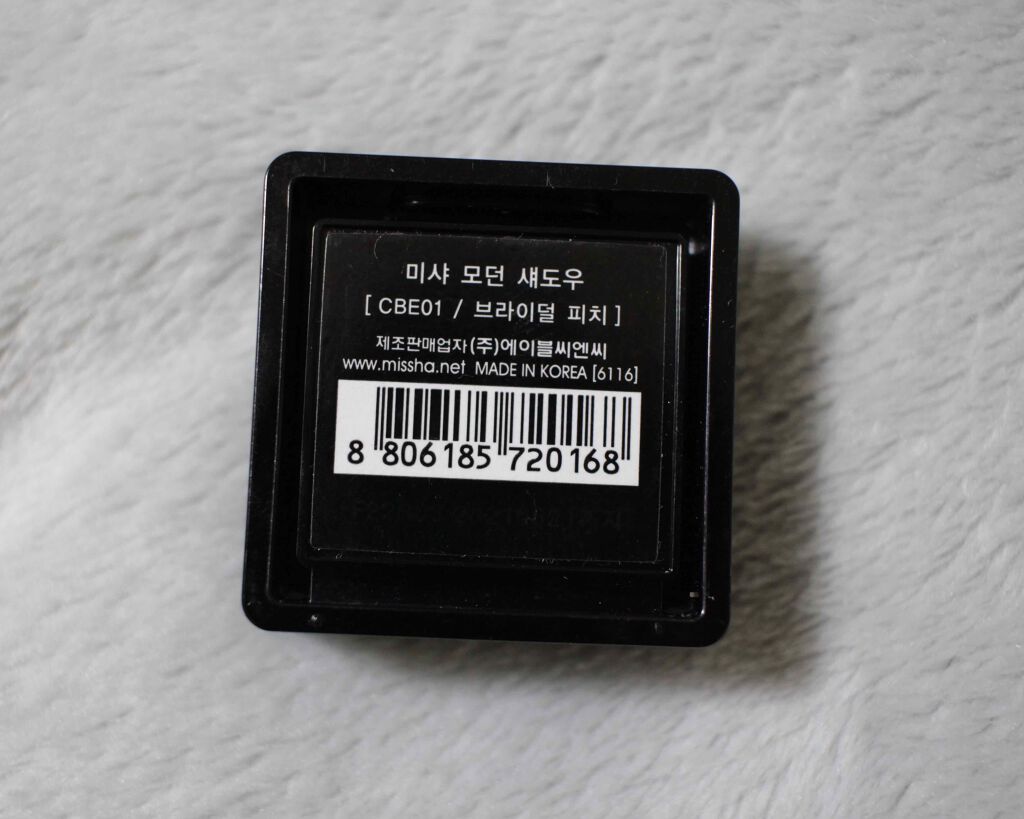 미샤 모던 섀도우
[ CBE01 / 브라이덜 피치 ]
제조판매업자(주)에이블씨엔씨
www.missha.net MADE IN KOREA [6116]
8 806185 720168